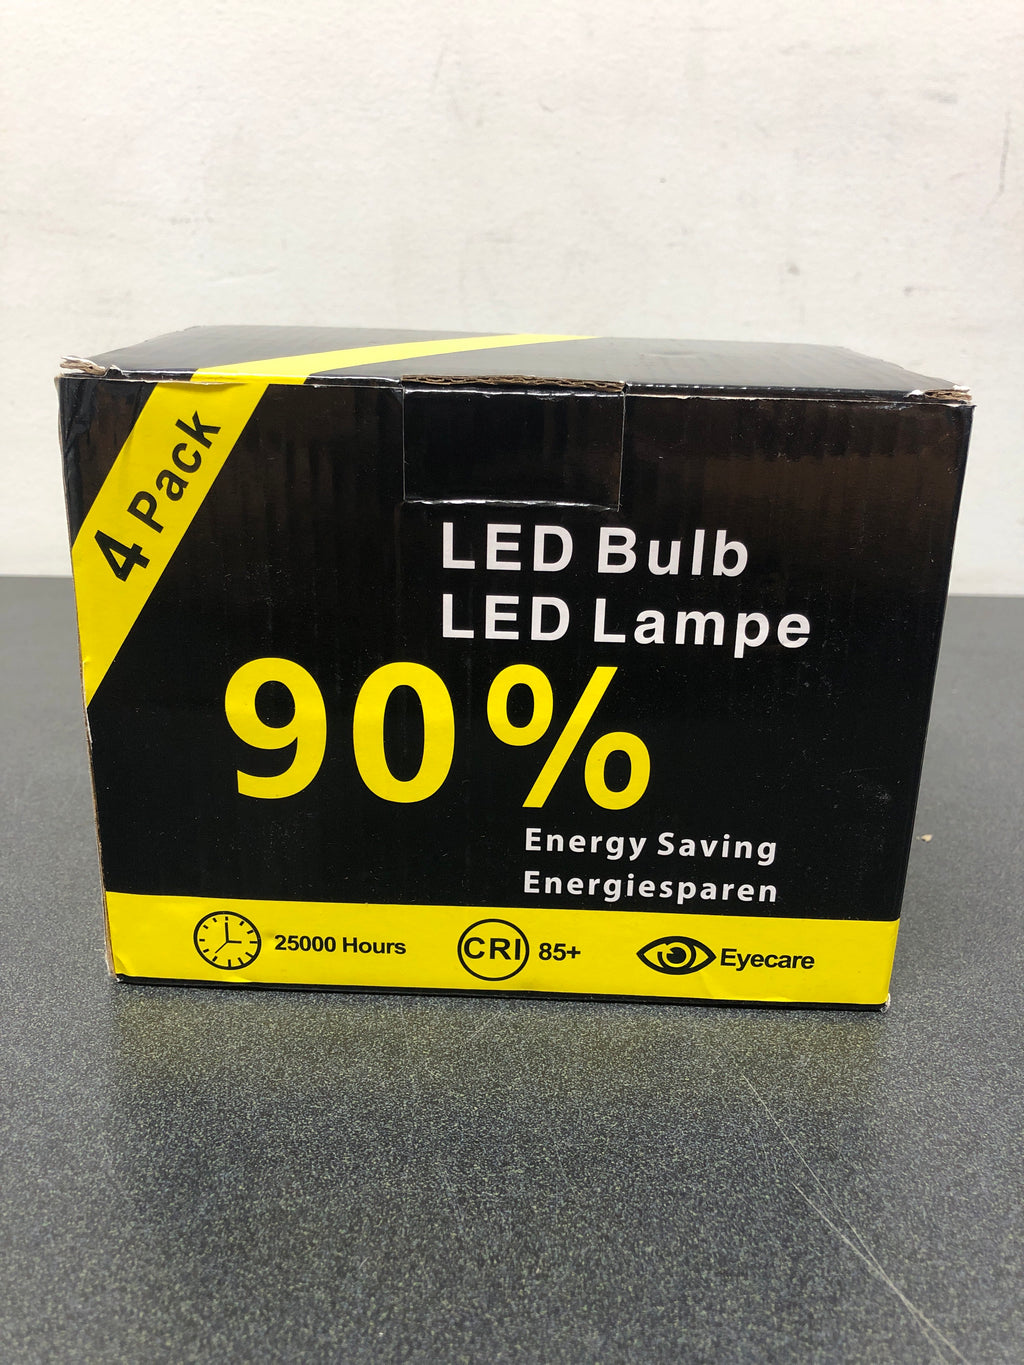 4 Pack
LED Bulb
LED Lampe
90%
Energy Saving
Energiesparen
25000 Hours
CRI 85+
Eyecare